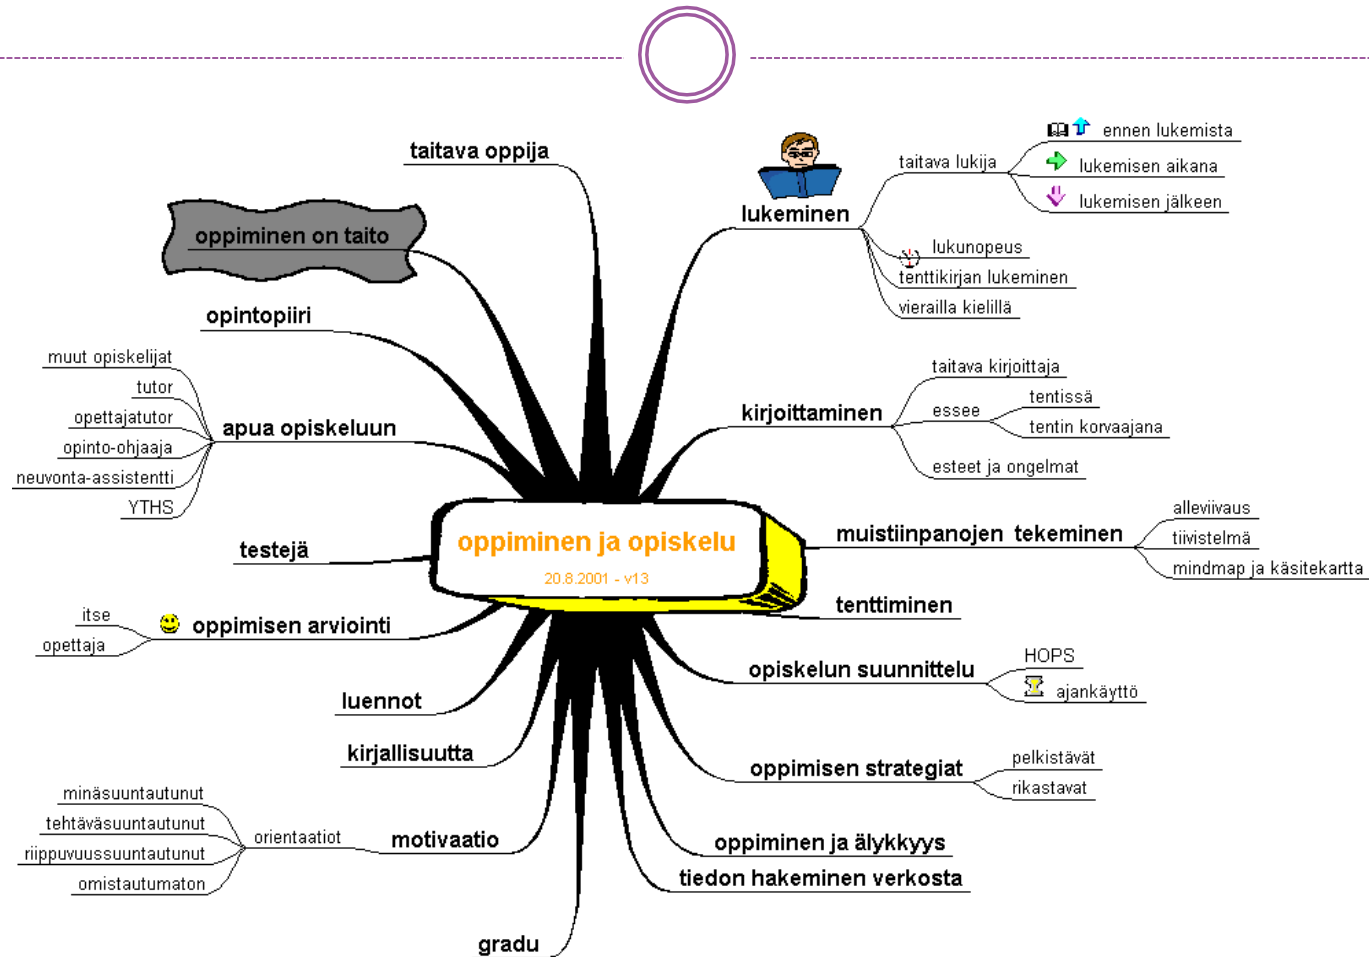 taitava oppija
oppiminen on taito
opintopiiri
muut opiskelijat
tutor
opettajatutor
opinto-ohjaaja
neuvonta-assistentti
YTHS
apua opiskeluun
testejä
itse
opettaja
oppimisen arviointi
luennot
kirjallisuutta
minäsuuntautunut
tehtäväsuuntautunut
riippuvuussuuntautunut
omistautumaton
orientaatiot
motivaatio
gradu
oppiminen ja opiskelu
20.8.2001 - v13
lukeminen
taitava lukija
ennen lukemista
lukemisen aikana
lukemisen jälkeen
lukunopeus
tenttikirjan lukeminen
vierailla kielillä
kirjoittaminen
taitava kirjoittaja
essee
tentissä
tentin korvaajana
esteet ja ongelmat
muistiinpanojen tekeminen
alleviivaus
tiivistelmä
mindmap ja käsitekartta
tenttiminen
opiskelun suunnittelu
HOPS
ajankäyttö
oppimisen strategiat
pelkistävät
rikastavat
oppiminen ja älykkyys
tiedon hakeminen verkosta